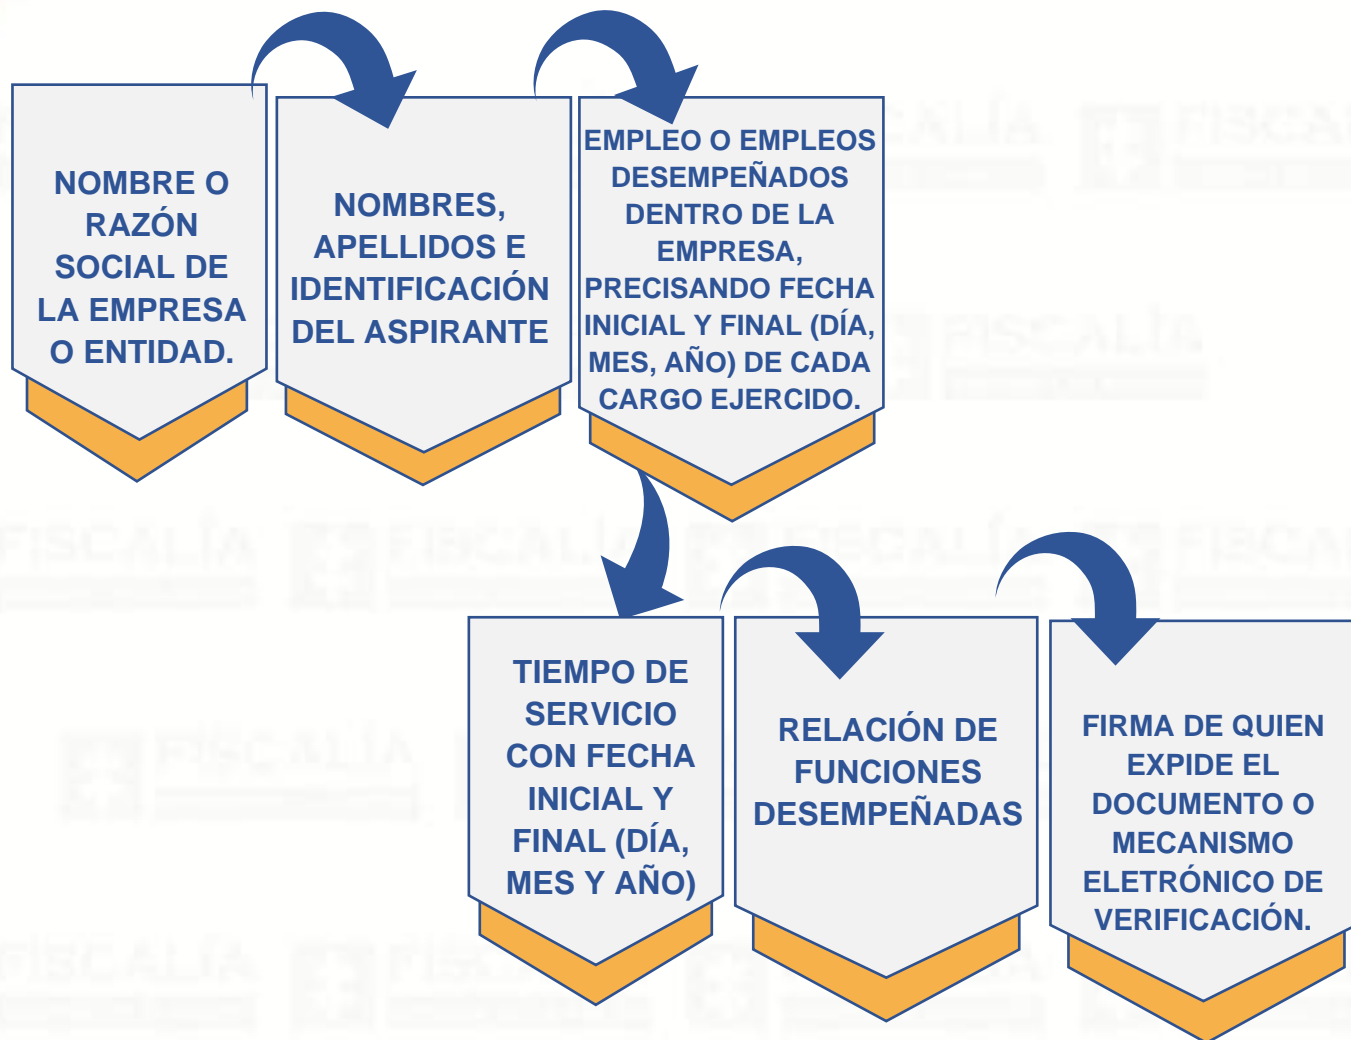 NOMBRE O
RAZÓN
SOCIAL DE
LA EMPRESA
O ENTIDAD.
NOMBRES,
APELLIDOS E
IDENTIFICACIÓN
DEL ASPIRANTE
EMPLEO O EMPLEOS
DESEMPEÑADOS
DENTRO DE LA
EMPRESA,
PRECISANDO FECHA
INICIAL Y FINAL (DÍA,
MES, AÑO) DE CADA
CARGO EJERCIDO.
TIEMPO DE
SERVICIO
CON FECHA
INICIAL Y
FINAL (DÍA,
MES Y AÑO)
RELACIÓN DE
FUNCIONES
DESEMPEÑADAS
FIRMA DE QUIEN
EXPIDE EL
DOCUMENTO O
MECANISMO
ELETRÓNICO DE
VERIFICACIÓN.
FISCALÍA